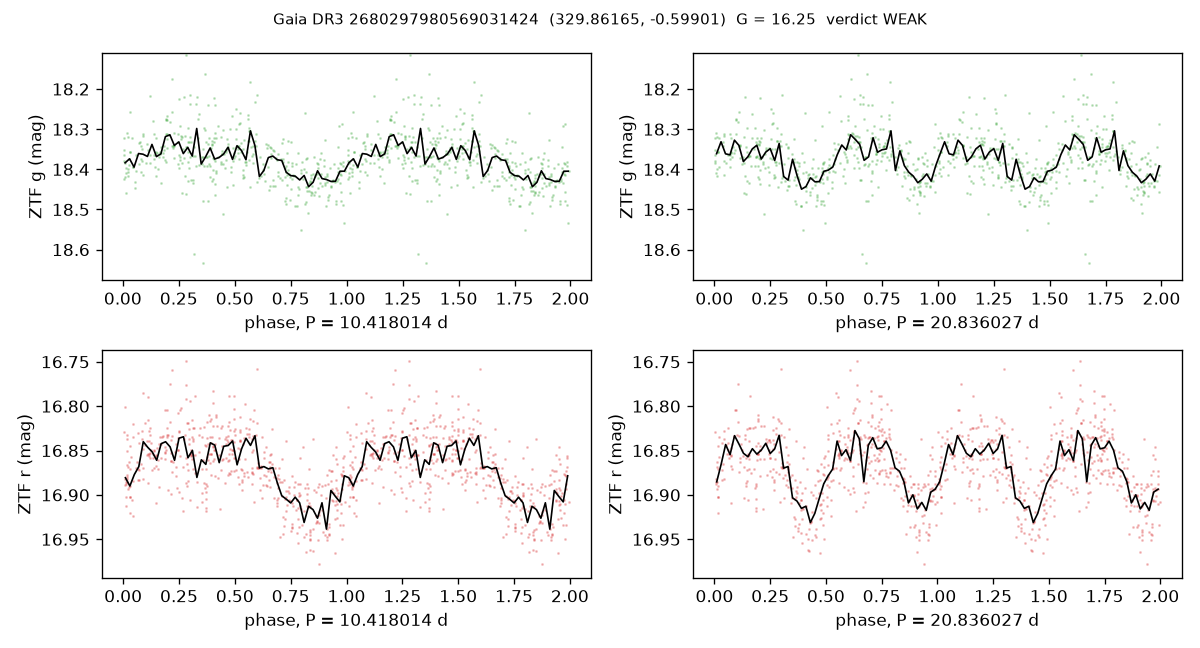 Gaia DR3 2680297980569031424  (329.86165, -0.59901)  G = 16.25  verdict WEAK
ZTF g (mag)
18.2
18.3
18.4
18.5
18.6
0.00 0.25 0.50 0.75 1.00 1.25 1.50 1.75 2.00
phase, P = 10.418014 d
ZTF g (mag)
18.2
18.3
18.4
18.5
18.6
0.00 0.25 0.50 0.75 1.00 1.25 1.50 1.75 2.00
phase, P = 20.836027 d
ZTF r (mag)
16.75
16.80
16.85
16.90
16.95
0.00 0.25 0.50 0.75 1.00 1.25 1.50 1.75 2.00
phase, P = 10.418014 d
ZTF r (mag)
16.75
16.80
16.85
16.90
16.95
0.00 0.25 0.50 0.75 1.00 1.25 1.50 1.75 2.00
phase, P = 20.836027 d